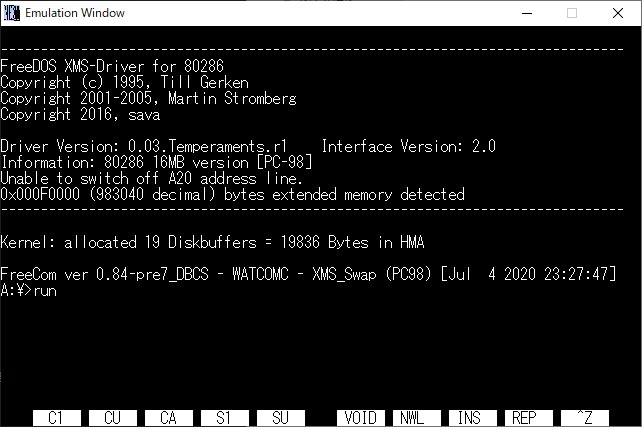 Emulation Window
--------------------------------------------------------------------------------
FreeDOS XMS-Driver for 80286
Copyright (c) 1995, Till Gerken
Copyright 2001-2005, Martin Stromberg
Copyright 2016, sava
Driver Version: 0.03.Temperaments.r1    Interface Version: 2.0
Information: 80286 16MB version [PC-98]
Unable to switch off A20 address line.
0x000F0000 (983040 decimal) bytes extended memory detected
--------------------------------------------------------------------------------
Kernel: allocated 19 Diskbuffers = 19836 Bytes in HMA
FreeCom ver 0.84-pre7_DBCS - WATCOMC - XMS_Swap (PC98) [Jul  4 2020 23:27:47]
A:¥>run
C1 CU CA S1 SU VOID NWL INS REP ^Z